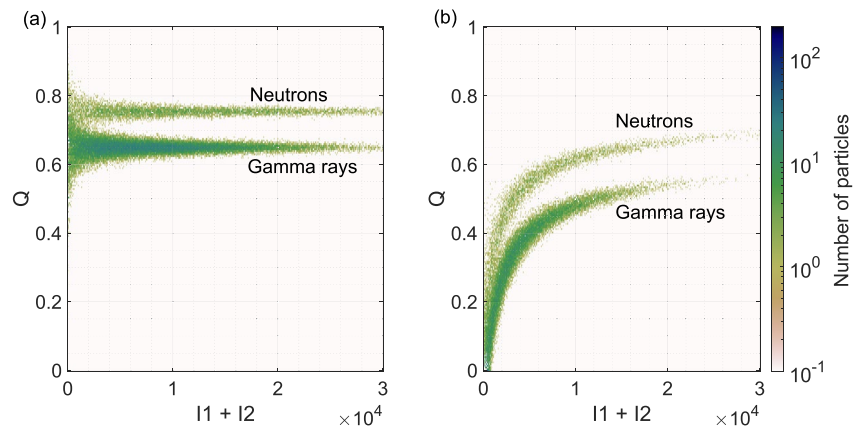 (a)
1
0.8
0.6
0.4
0.2
0
Q
Neutrons
Gamma rays
0 1 2 3
I1 + I2
×10^4
(b)
1
0.8
0.6
0.4
0.2
0
Q
Neutrons
Gamma rays
0 1 2 3
I1 + I2
×10^4
10^2
10^1
10^0
10^-1
Number of particles